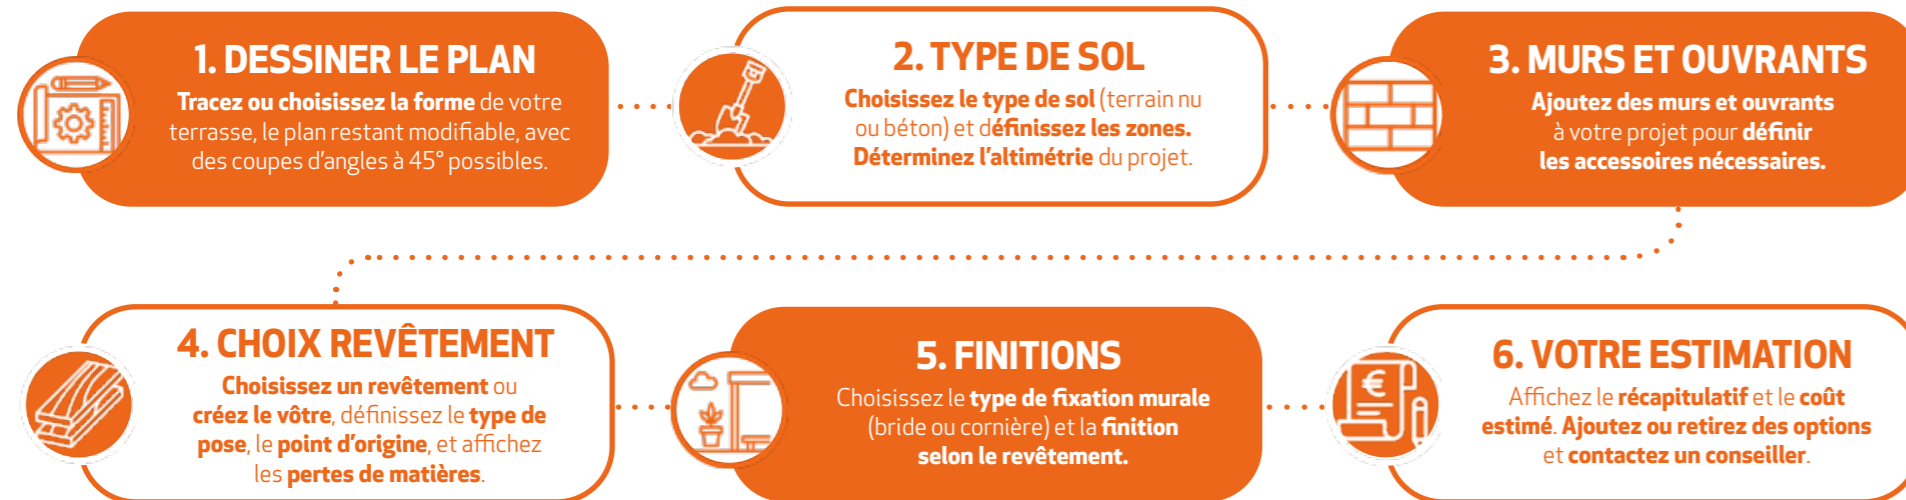 1. DESSINER LE PLAN
Tracez ou choisissez la forme de votre
terrasse, le plan restant modifiable, avec
des coupes d'angles à 45° possibles.
2. TYPE DE SOL
Choisissez le type de sol (terrain nu
ou béton) et définissez les zones.
Déterminez l'altimétrie du projet.
3. MURS ET OUVRANTS
Ajoutez des murs et ouvrants
à votre projet pour définir
les accessoires nécessaires.
4. CHOIX REVÊTEMENT
Choisissez un revêtement ou
créez le vôtre, définissez le type de
pose, le point d'origine, et affichez
les pertes de matières.
5. FINITIONS
Choisissez le type de fixation murale
(bride ou cornière) et la finition
selon le revêtement.
€
6. VOTRE ESTIMATION
Affichez le récapitulatif et le coût
estimé. Ajoutez ou retirez des options
et contactez un conseiller.